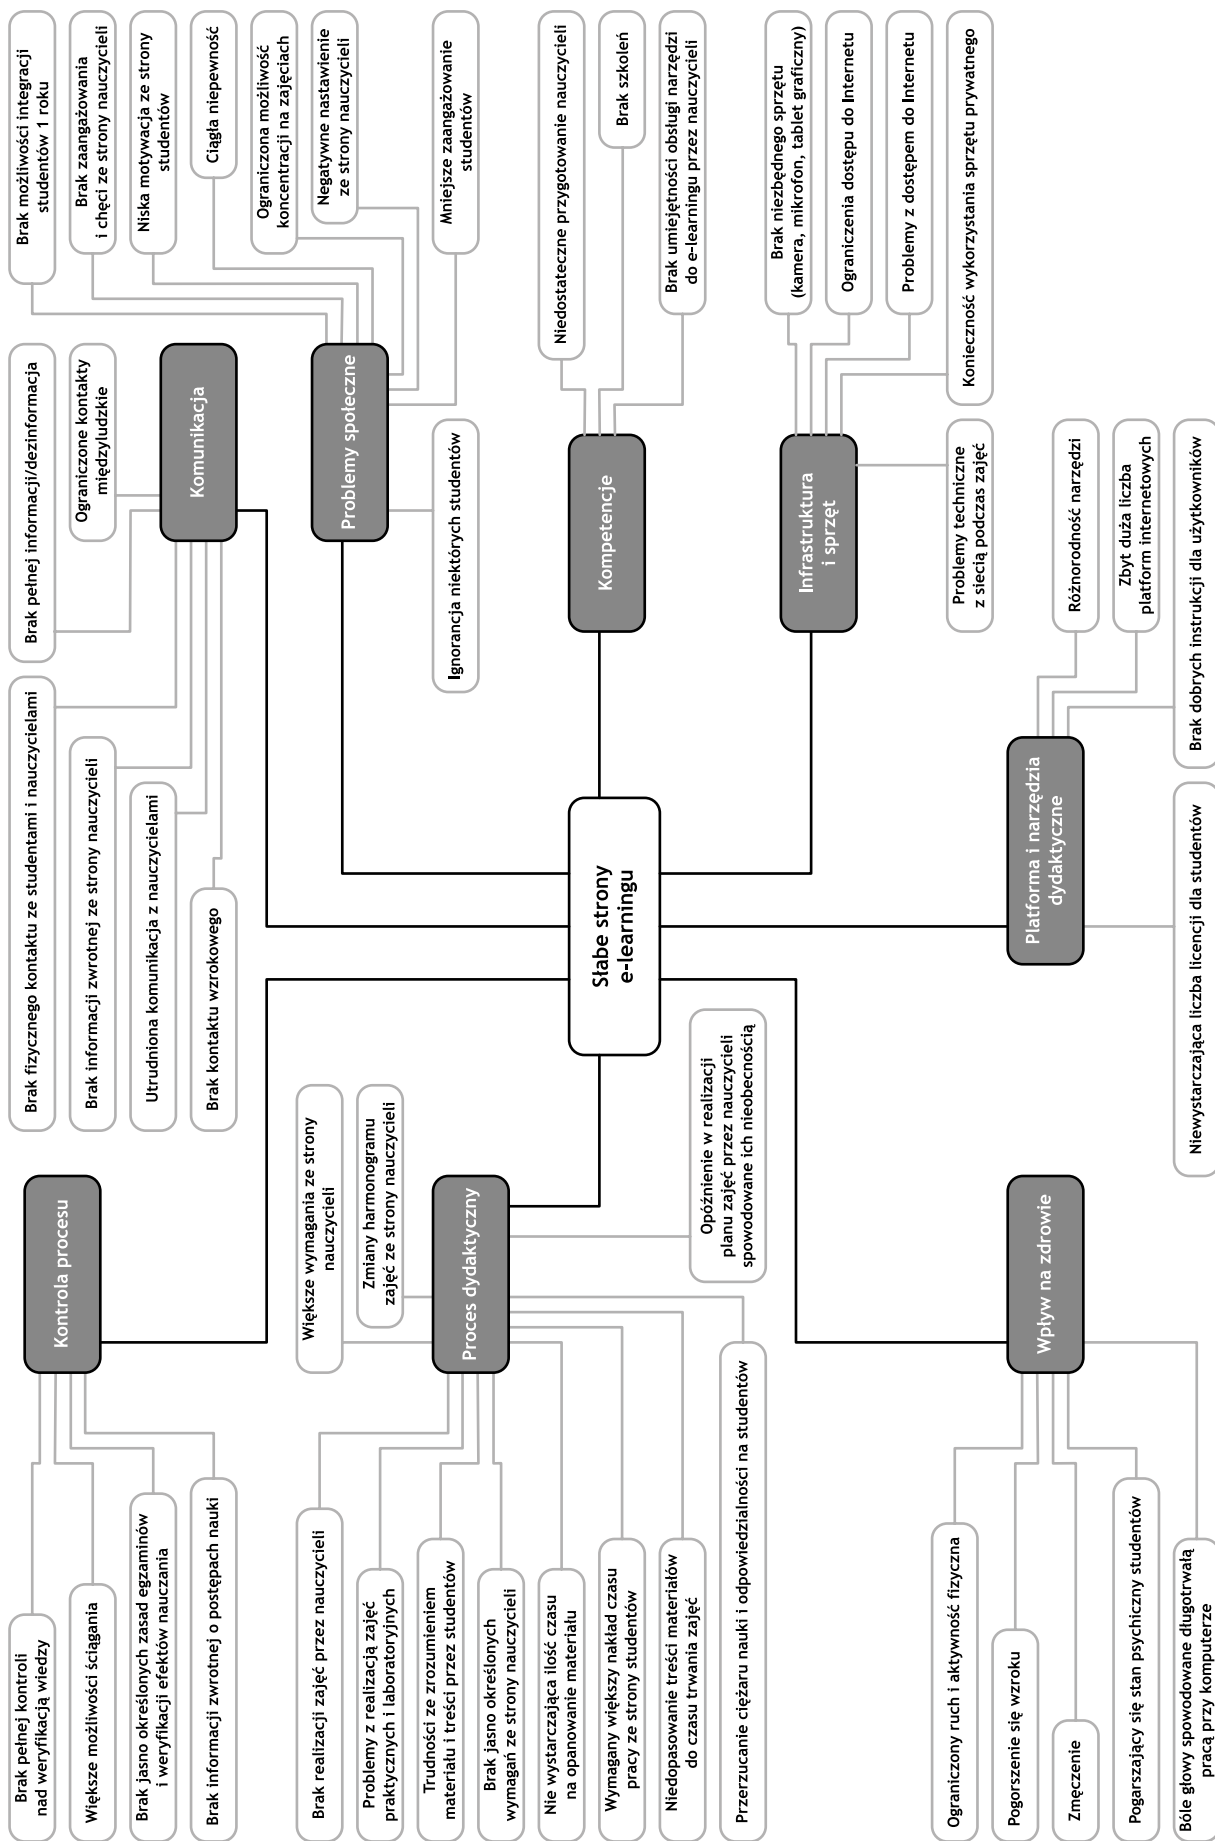 Słabe strony
e-learningu
Kontrola procesu
Brak pełnej kontroli
nad weryfikacją wiedzy
Większe możliwości ściągania
Brak jasno określonych zasad egzaminów
i weryfikacji efektów nauczania
Brak informacji zwrotnej o postępach nauki
Komunikacja
Brak fizycznego kontaktu ze studentami i nauczycielami
Brak informacji zwrotnej ze strony nauczycieli
Utrudniona komunikacja z nauczycielami
Brak kontaktu wzrokowego
Brak pełnej informacji/dezinformacja
Ograniczone kontakty
międzyludzkie
Problemy społeczne
Brak możliwości integracji
studentów 1 roku
Brak zaangażowania
i chęci ze strony nauczycieli
Niska motywacja ze strony
studentów
Ciągła niepewność
Ograniczona możliwość
koncentracji na zajęciach
Negatywne nastawienie
ze strony nauczycieli
Mniejsze zaangażowanie
studentów
Ignorancja niektórych studentów
Proces dydaktyczny
Większe wymagania ze strony
nauczycieli
Zmiany harmonogramu
zajęć ze strony nauczycieli
Opóźnienie w realizacji
planu zajęć przez nauczycieli
spowodowane ich nieobecnością
Brak realizacji zajęć przez nauczycieli
Problemy z realizacją zajęć
praktycznych i laboratoryjnych
Trudności ze zrozumieniem
materiału i treści przez studentów
Brak jasno określonych
wymagań ze strony nauczycieli
Nie wystarczająca ilość czasu
na opanowanie materiału
Wymagany większy nakład czasu
pracy ze strony studentów
Niedopasowanie treści materiałów
do czasu trwania zajęć
Przerzucanie ciężaru nauki i odpowiedzialności na studentów
Kompetencje
Niedostateczne przygotowanie nauczycieli
Brak szkoleń
Brak umiejętności obsługi narzędzi
do e-learningu przez nauczycieli
Infrastruktura
i sprzęt
Brak niezbędnego sprzętu
(kamera, mikrofon, tablet graficzny)
Ograniczenia dostępu do Internetu
Problemy z dostępem do Internetu
Konieczność wykorzystania sprzętu prywatnego
Problemy techniczne
z siecią podczas zajęć
Platforma i narzędzia
dydaktyczne
Różnorodność narzędzi
Zbyt duża liczba
platform internetowych
Brak dobrych instrukcji dla użytkowników
Niewystarczająca liczba licencji dla studentów
Wpływ na zdrowie
Ograniczony ruch i aktywność fizyczna
Pogorszenie się wzroku
Zmęczenie
Pogarszający się stan psychiczny studentów
Bóle głowy spowodowane długotrwałą
pracą przy komputerze